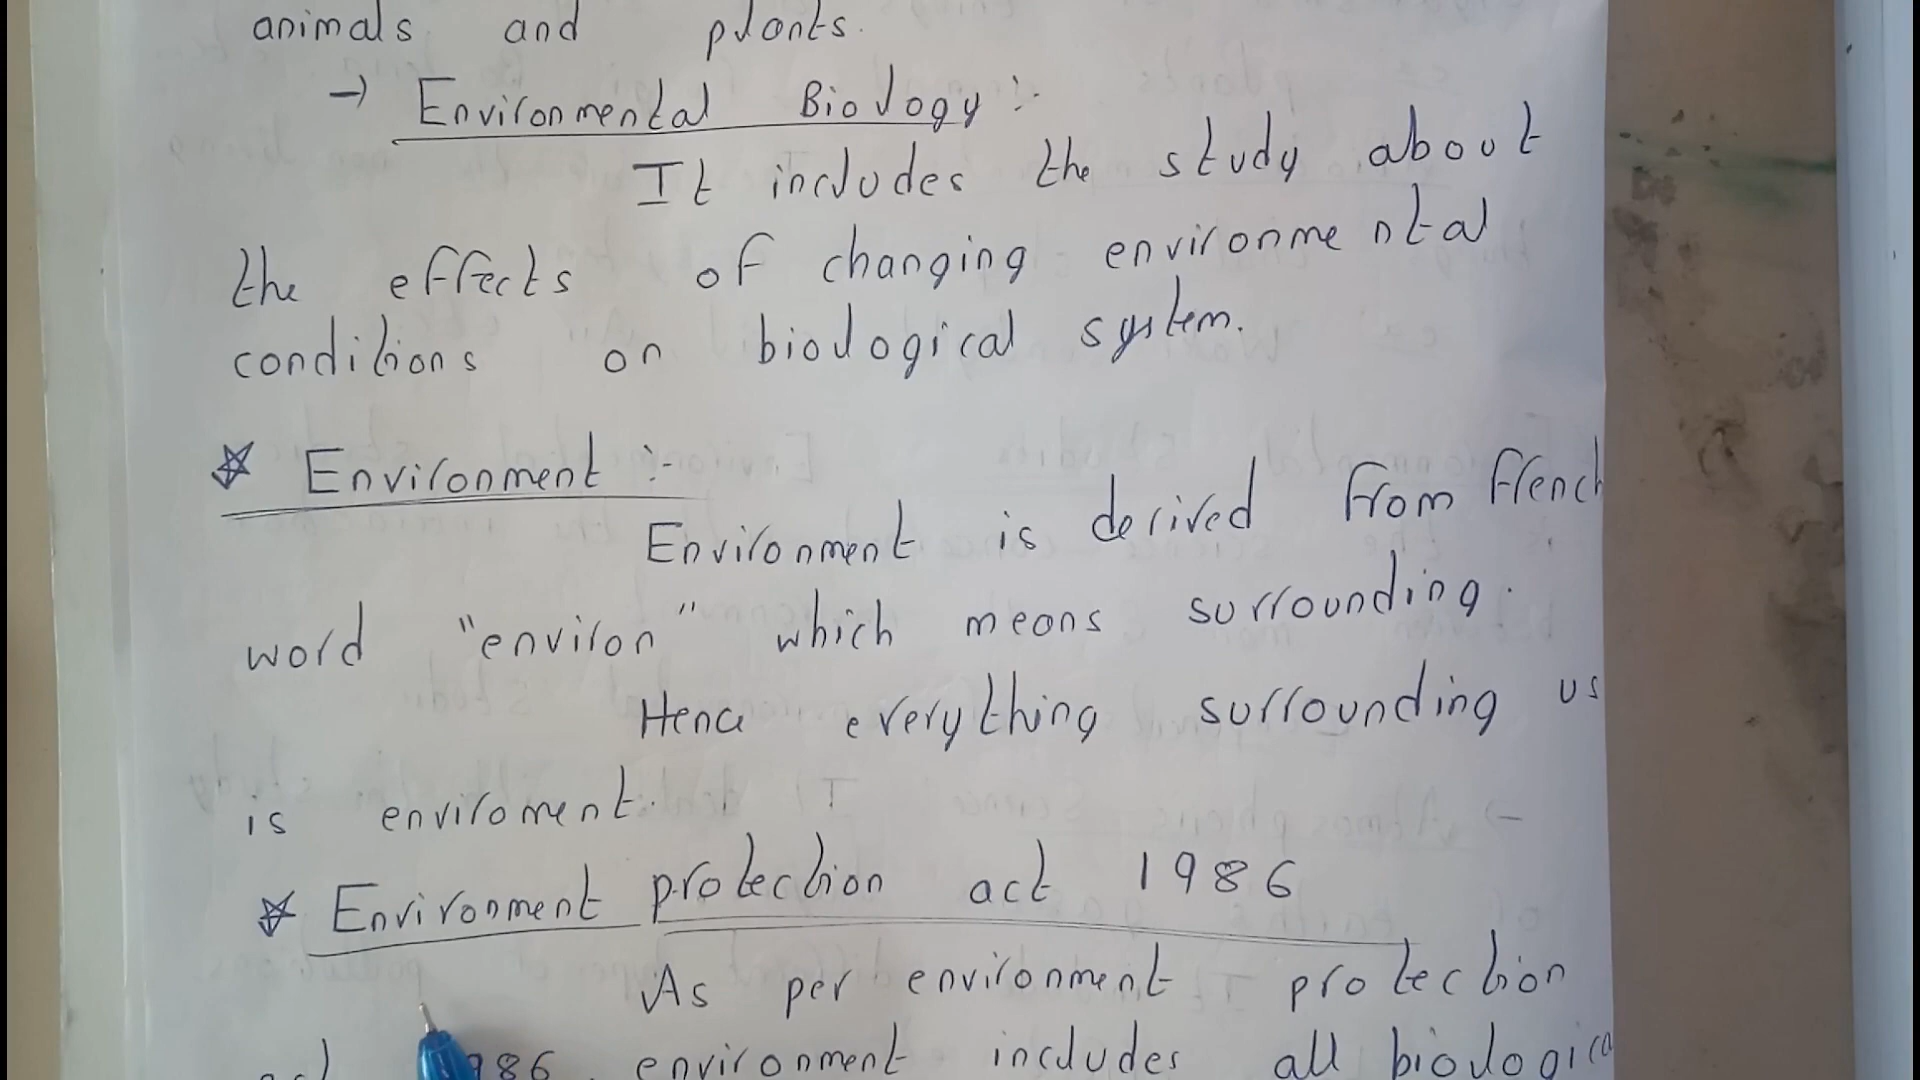 animals and plants.
→ Environmental Biology :-
It includes the study about
the effects of changing environmental
conditions on biological system.
☆ Environment :-
Environment is derived from french
word "environ" which means surrounding.
Hence everything surrounding us
is enviroment.
☆ Environment protection act 1986
As per environment protection
986, environment includes all biologica